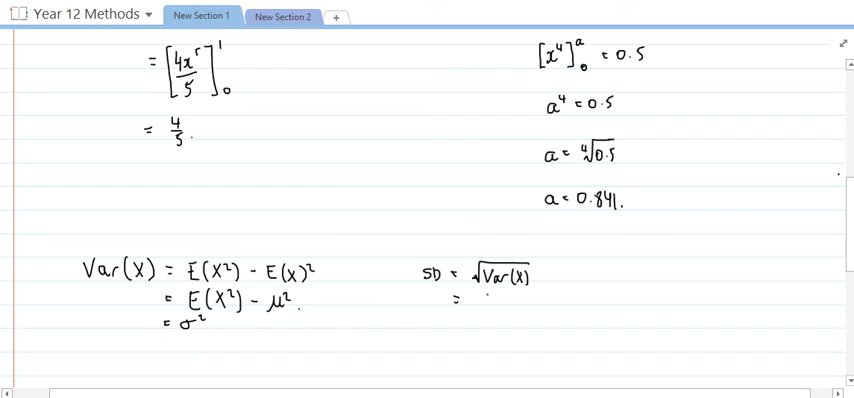 Year 12 Methods
New Section 1
New Section 2
+
= [4x⁵/5]₀¹
= 4/5.
[x⁴]₀ᵃ = 0.5
a⁴ = 0.5
a = ⁴√0.5
a = 0.841.
Var(X) = E(X²) - E(X)²
= E(X²) - μ².
= σ²
SD = √Var(X)
=